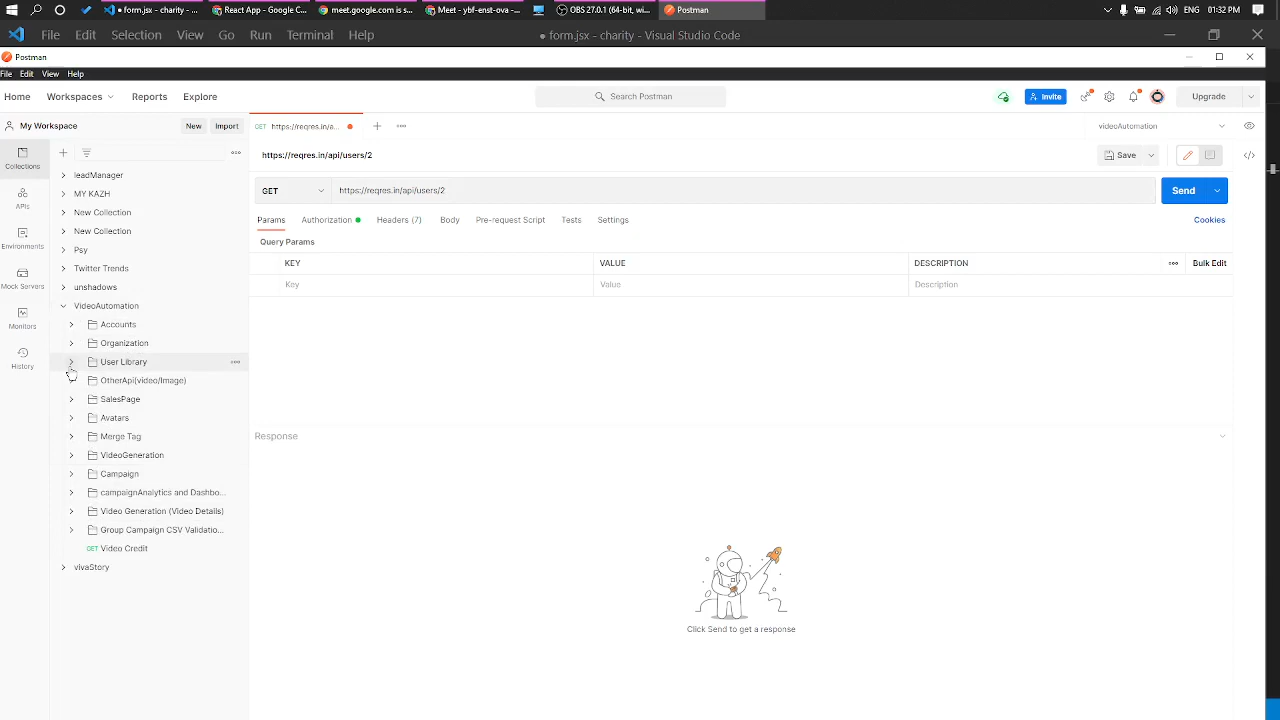 form.jsx - charity - ...
React App - Google C...
meet.google.com is s...
Meet - ybf-enst-ova - ...
OBS 27.0.1 (64-bit, wi...
Postman
ENG
01:32 PM
File Edit Selection View Go Run Terminal Help
● form.jsx - charity - Visual Studio Code
Postman
File Edit View Help
Home Workspaces Reports Explore
Search Postman
Invite
Upgrade
My Workspace
New
Import
GET https://reqres.in/a...
videoAutomation
Collections
APIs
Environments
Mock Servers
Monitors
History
leadManager
MY KAZH
New Collection
New Collection
Psy
Twitter Trends
unshadows
VideoAutomation
Accounts
Organization
User Library
OtherApi(video/Image)
SalesPage
Avatars
Merge Tag
VideoGeneration
Campaign
campaignAnalytics and Dashbo...
Video Generation (Video Details)
Group Campaign CSV Validatio...
GET Video Credit
vivaStory
https://reqres.in/api/users/2
Save
GET
https://reqres.in/api/users/2
Send
Params Authorization Headers (7) Body Pre-request Script Tests Settings
Cookies
Query Params
KEY VALUE DESCRIPTION
Bulk Edit
Key Value Description
Response
Click Send to get a response